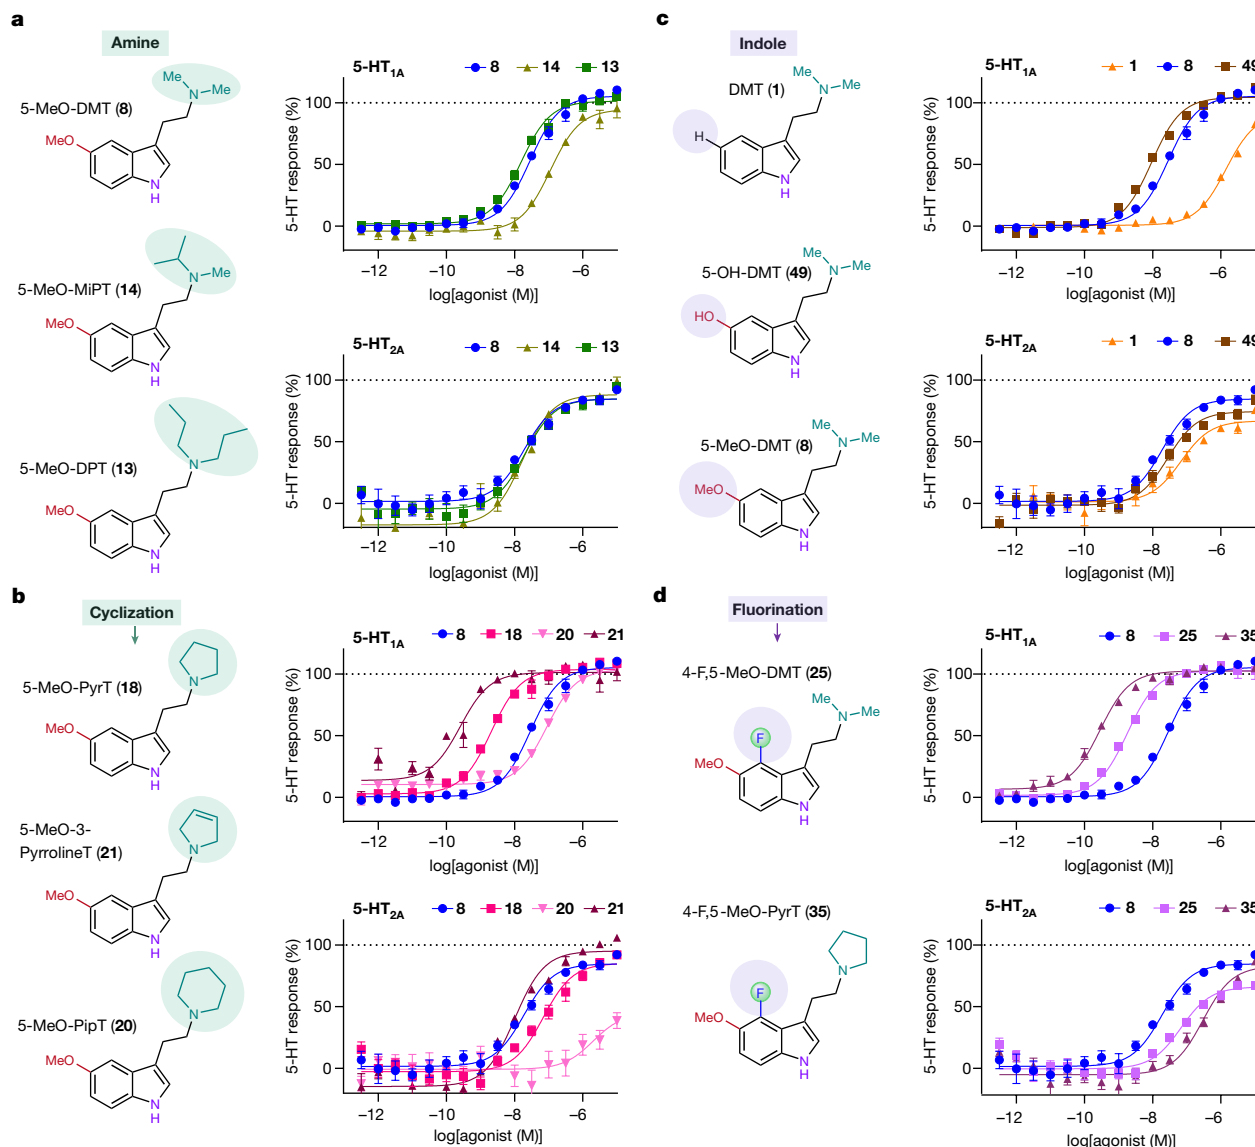 a
Amine
5-MeO-DMT (8)
Me
Me
N
MeO
N
H
5-MeO-MiPT (14)
N
Me
MeO
N
H
5-MeO-DPT (13)
N
MeO
N
H
5-HT1A
8 14 13
5-HT response (%)
100
50
0
−12 −10 −8 −6
log[agonist (M)]
5-HT2A
8 14 13
5-HT response (%)
100
50
0
−12 −10 −8 −6
log[agonist (M)]
b
Cyclization
5-MeO-PyrT (18)
N
MeO
N
H
5-MeO-3-
PyrrolineT (21)
N
MeO
N
H
5-MeO-PipT (20)
N
MeO
N
H
5-HT1A
8 18 20 21
5-HT response (%)
100
50
0
−12 −10 −8 −6
log[agonist (M)]
5-HT2A
8 18 20 21
5-HT response (%)
100
50
0
−12 −10 −8 −6
log[agonist (M)]
c
Indole
DMT (1)
Me
Me
N
H
N
H
5-OH-DMT (49)
Me
Me
N
HO
N
H
5-MeO-DMT (8)
Me
Me
N
MeO
N
H
5-HT1A
1 8 49
5-HT response (%)
100
50
0
−12 −10 −8 −6
log[agonist (M)]
5-HT2A
1 8 49
5-HT response (%)
100
50
0
−12 −10 −8 −6
log[agonist (M)]
d
Fluorination
4-F,5-MeO-DMT (25)
Me
Me
N
F
MeO
N
H
4-F,5-MeO-PyrT (35)
N
F
MeO
N
H
5-HT1A
8 25 35
5-HT response (%)
100
50
0
−12 −10 −8 −6
log[agonist (M)]
5-HT2A
8 25 35
5-HT response (%)
100
50
0
−12 −10 −8 −6
log[agonist (M)]